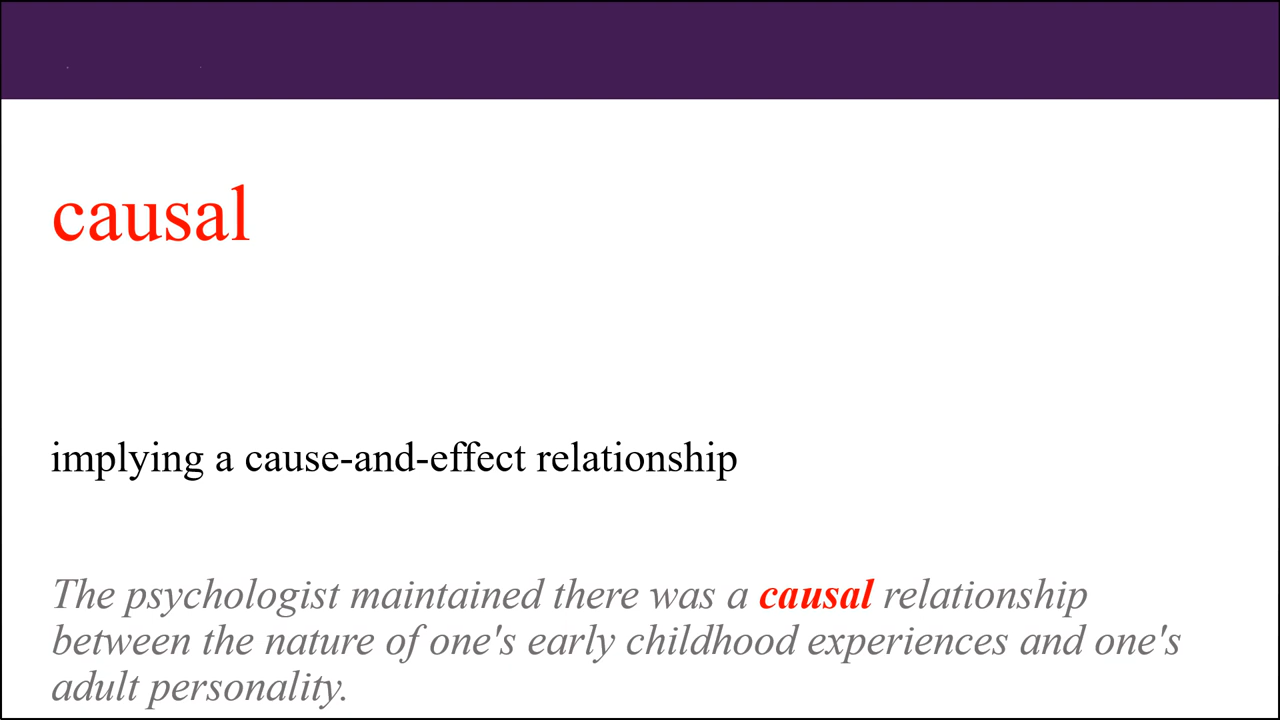 causal
implying a cause-and-effect relationship
The psychologist maintained there was a causal relationship
between the nature of one's early childhood experiences and one's
adult personality.